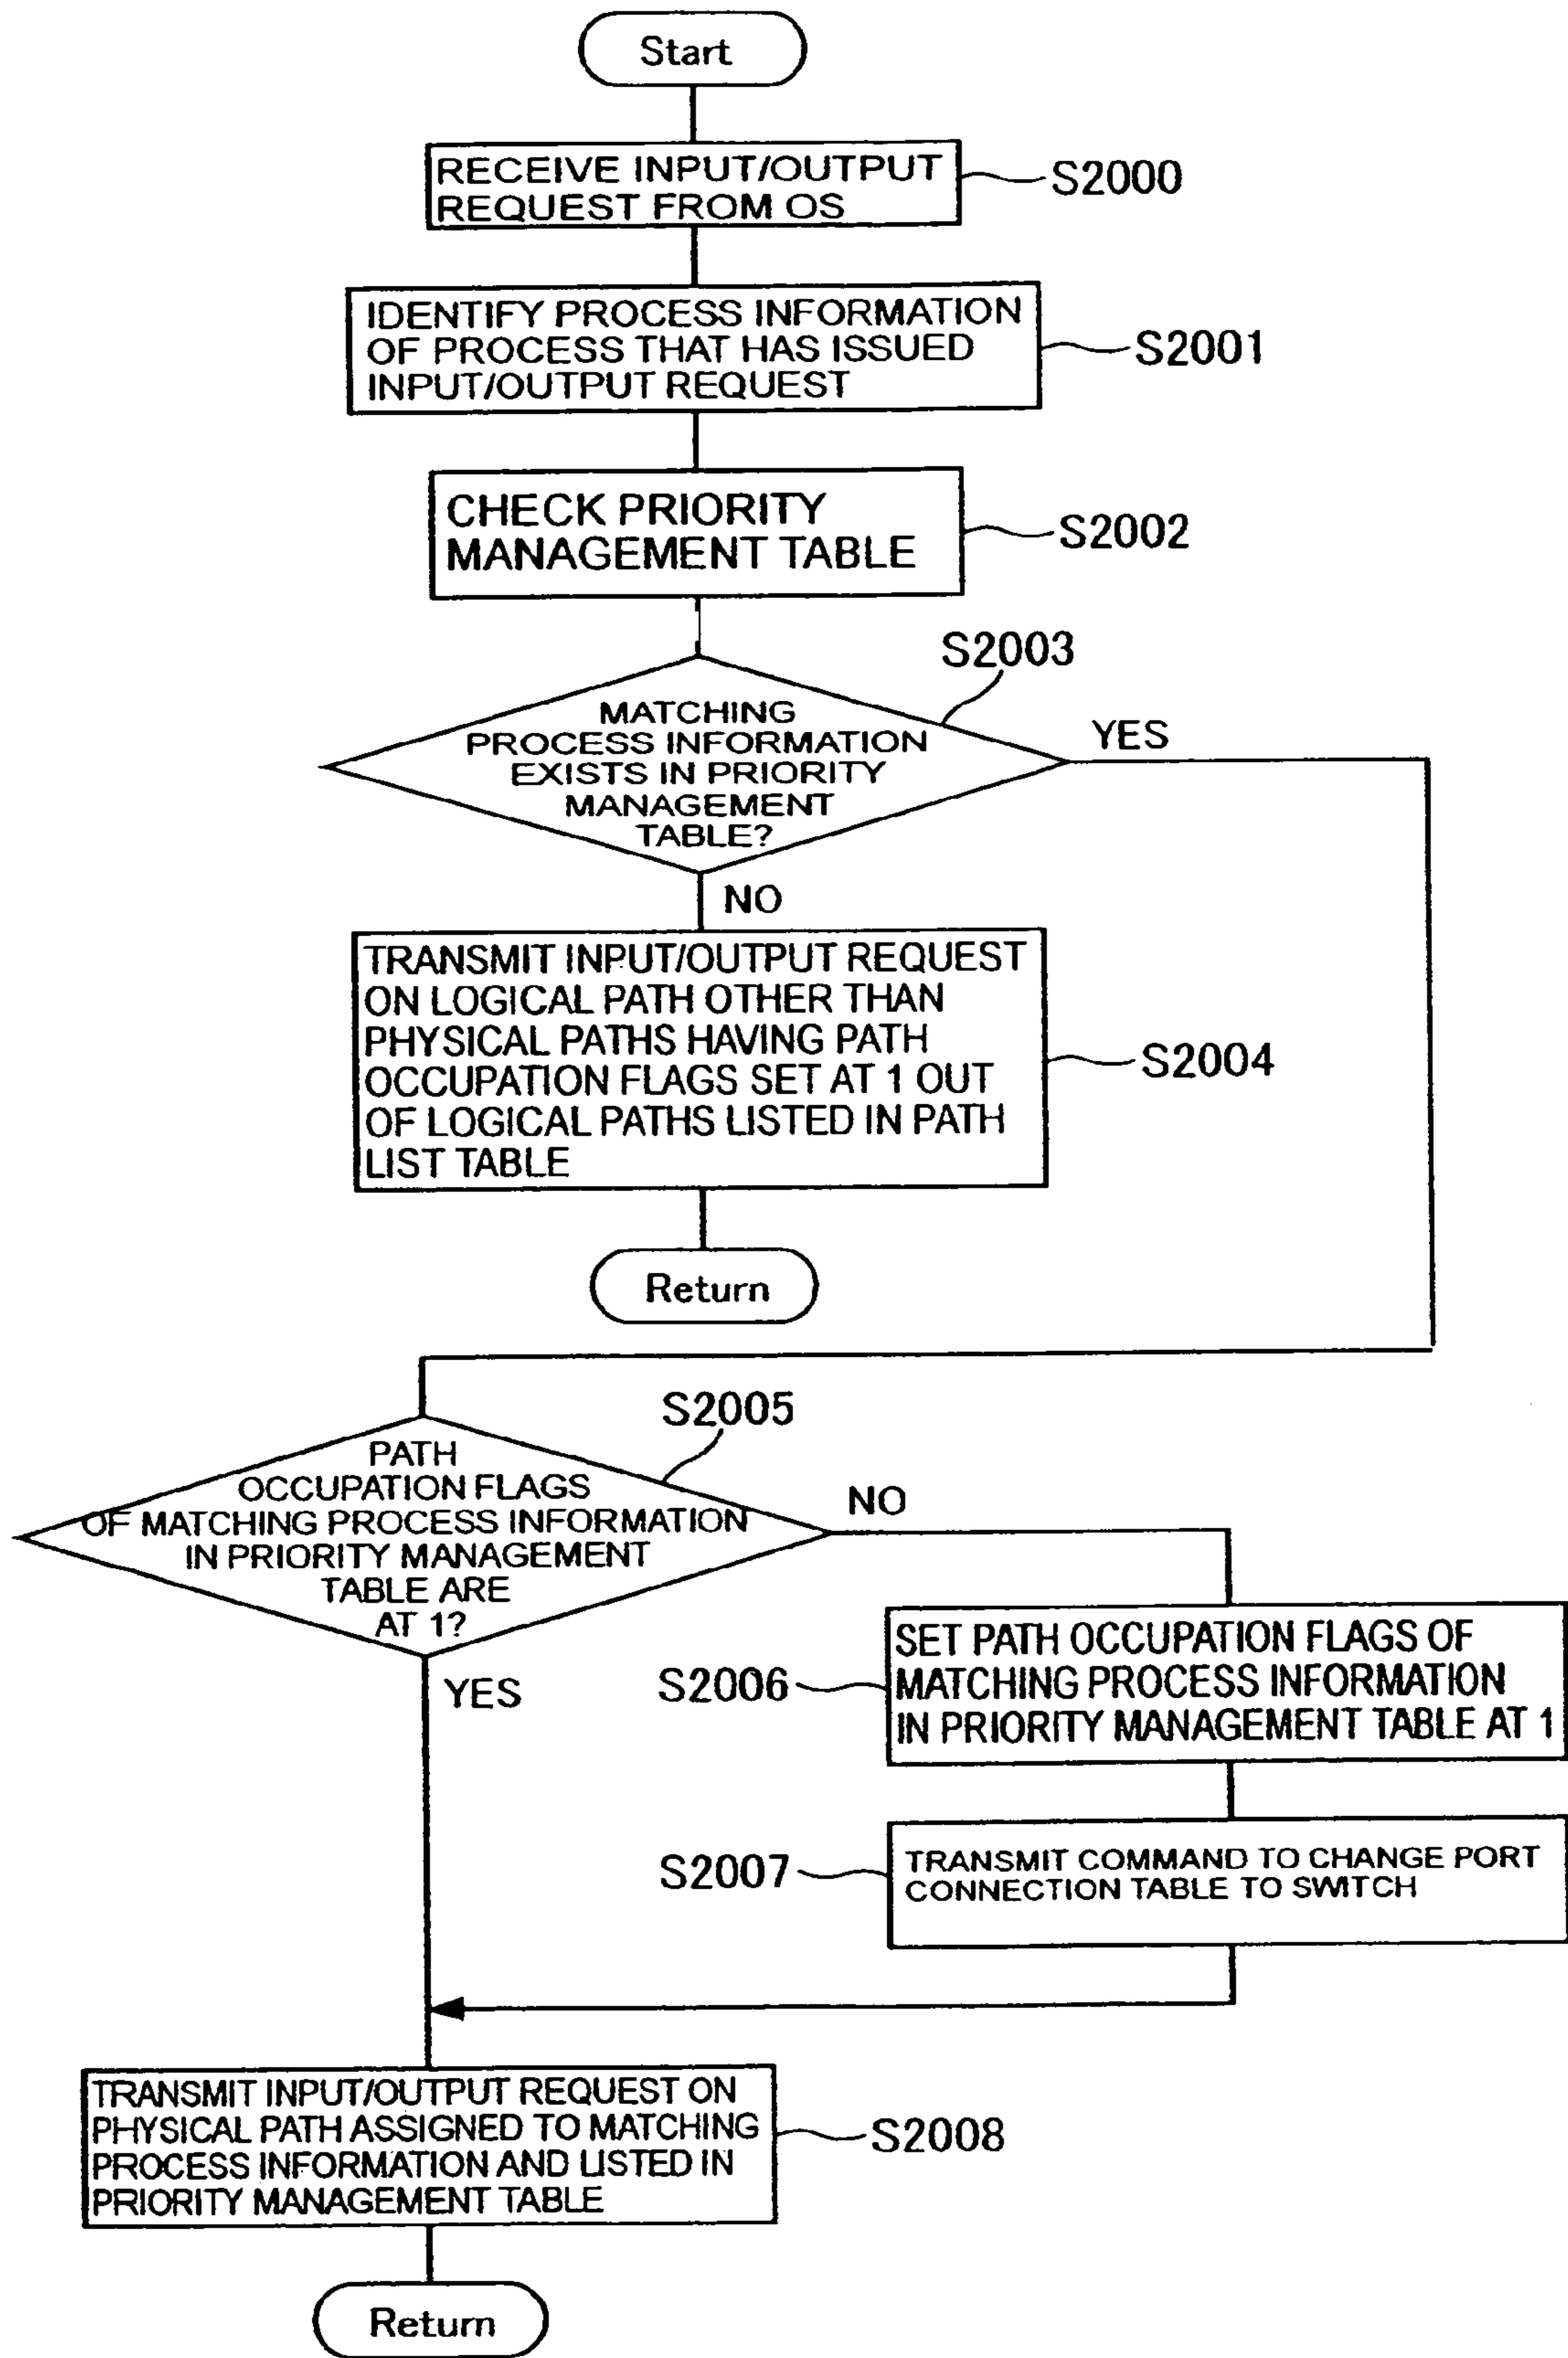 Start
RECEIVE INPUT/OUTPUT
REQUEST FROM OS
S2000
IDENTIFY PROCESS INFORMATION
OF PROCESS THAT HAS ISSUED
INPUT/OUTPUT REQUEST
S2001
CHECK PRIORITY
MANAGEMENT TABLE
S2002
S2003
MATCHING
PROCESS INFORMATION
EXISTS IN PRIORITY
MANAGEMENT
TABLE?
YES
NO
TRANSMIT INPUT/OUTPUT REQUEST
ON LOGICAL PATH OTHER THAN
PHYSICAL PATHS HAVING PATH
OCCUPATION FLAGS SET AT 1 OUT
OF LOGICAL PATHS LISTED IN PATH
LIST TABLE
S2004
Return
S2005
PATH
OCCUPATION FLAGS
OF MATCHING PROCESS INFORMATION
IN PRIORITY MANAGEMENT
TABLE ARE
AT 1?
NO
YES
S2006
SET PATH OCCUPATION FLAGS OF
MATCHING PROCESS INFORMATION
IN PRIORITY MANAGEMENT TABLE AT 1
S2007
TRANSMIT COMMAND TO CHANGE PORT
CONNECTION TABLE TO SWITCH
TRANSMIT INPUT/OUTPUT REQUEST ON
PHYSICAL PATH ASSIGNED TO MATCHING
PROCESS INFORMATION AND LISTED IN
PRIORITY MANAGEMENT TABLE
S2008
Return